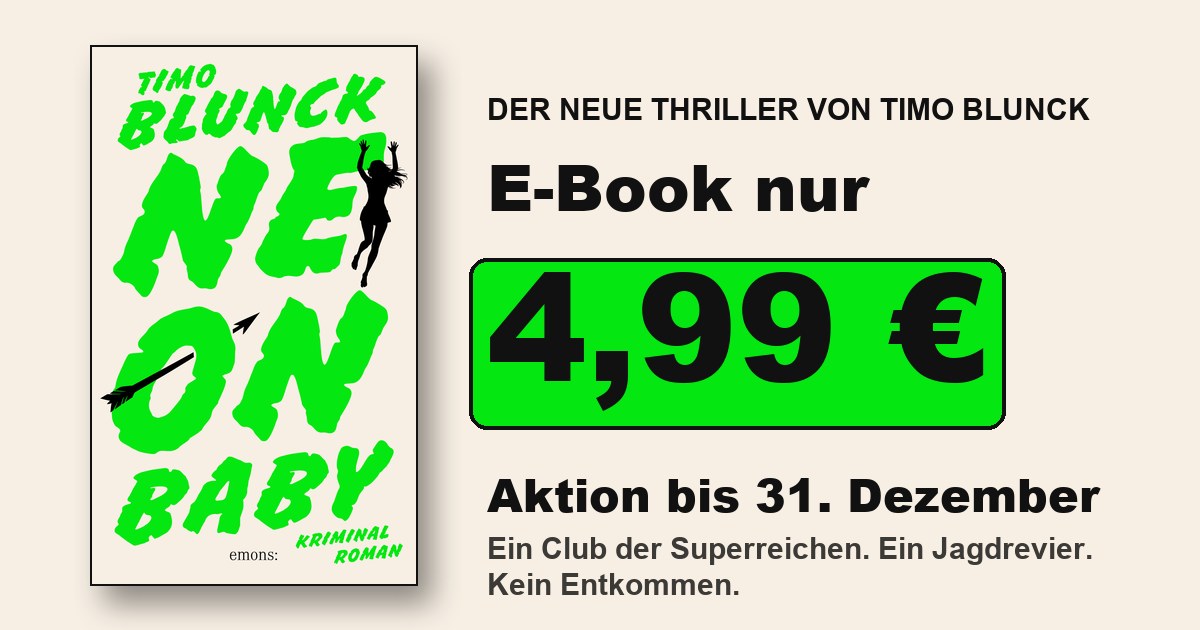 TIMO
BLUNCK
NE
ON
BABY
emons:
KRIMINAL
ROMAN
DER NEUE THRILLER VON TIMO BLUNCK
E-Book nur
4,99 €
Aktion bis 31. Dezember
Ein Club der Superreichen. Ein Jagdrevier.
Kein Entkommen.